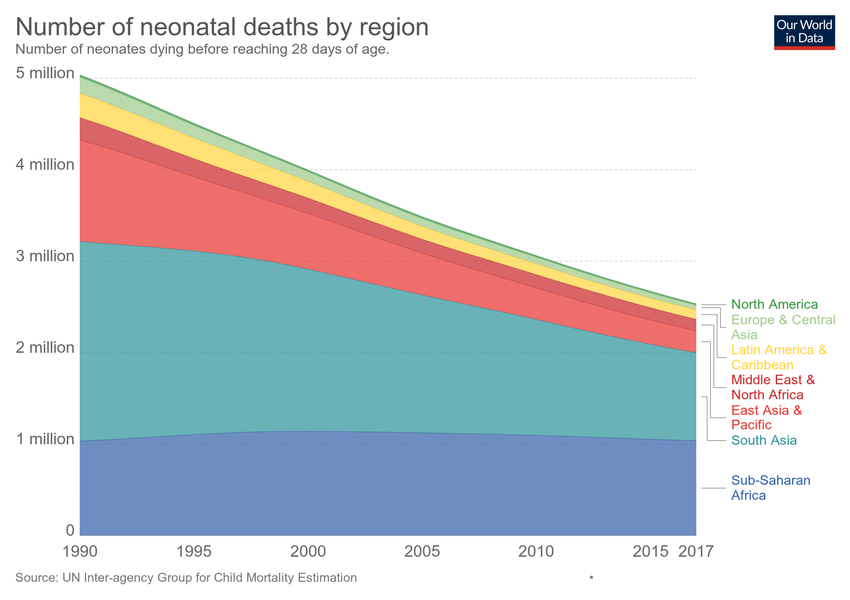 Number of neonatal deaths by region
Number of neonates dying before reaching 28 days of age.
Our World
in Data
5 million
4 million
3 million
2 million
1 million
0
1990
1995
2000
2005
2010
2015
2017
North America
Europe & Central
Asia
Latin America &
Caribbean
Middle East &
North Africa
East Asia &
Pacific
South Asia
Sub-Saharan
Africa
Source: UN Inter-agency Group for Child Mortality Estimation